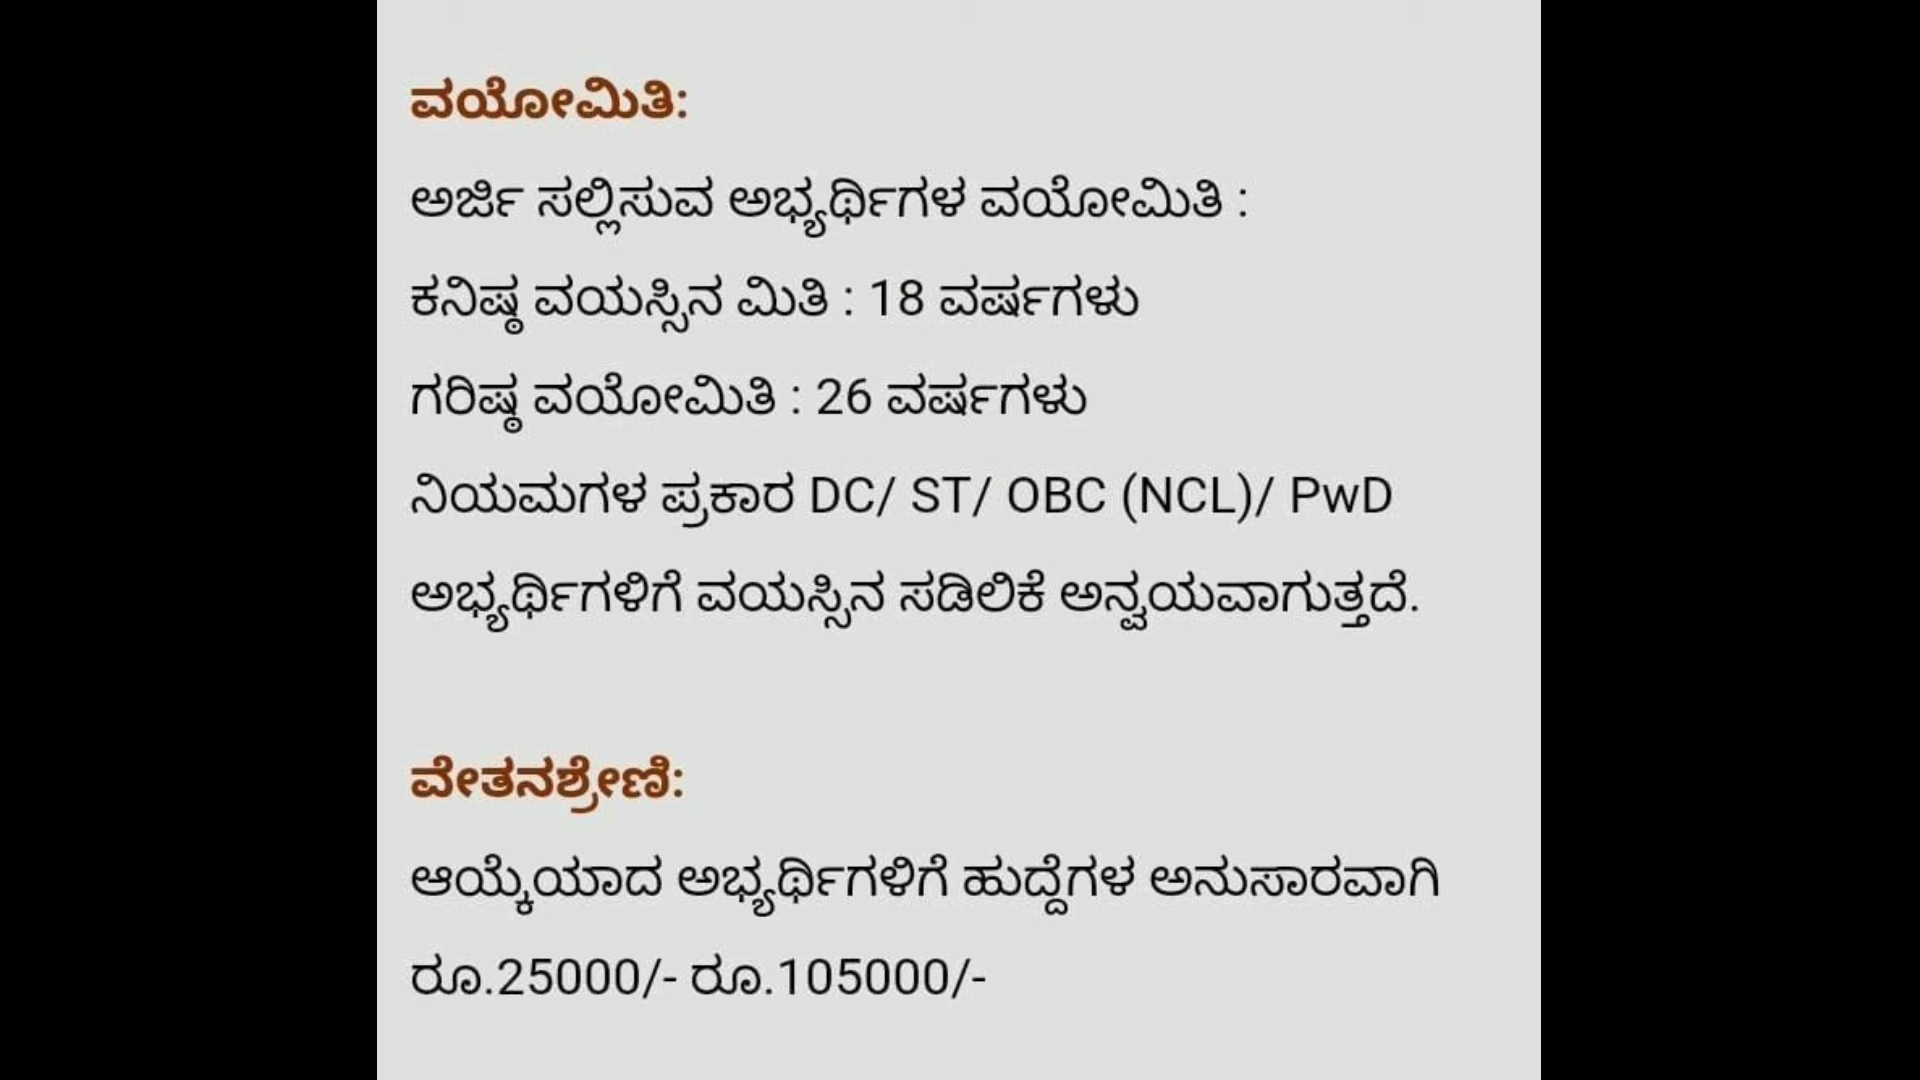 ವಯೋಮಿತಿ:
ಅರ್ಜಿ ಸಲ್ಲಿಸುವ ಅಭ್ಯರ್ಥಿಗಳ ವಯೋಮಿತಿ :
ಕನಿಷ್ಠ ವಯಸ್ಸಿನ ಮಿತಿ : 18 ವರ್ಷಗಳು
ಗರಿಷ್ಠ ವಯೋಮಿತಿ : 26 ವರ್ಷಗಳು
ನಿಯಮಗಳ ಪ್ರಕಾರ DC/ ST/ OBC (NCL)/ PwD
ಅಭ್ಯರ್ಥಿಗಳಿಗೆ ವಯಸ್ಸಿನ ಸಡಿಲಿಕೆ ಅನ್ವಯವಾಗುತ್ತದೆ.
ವೇತನಶ್ರೇಣಿ:
ಆಯ್ಕೆಯಾದ ಅಭ್ಯರ್ಥಿಗಳಿಗೆ ಹುದ್ದೆಗಳ ಅನುಸಾರವಾಗಿ
ರೂ.25000/- ರೂ.105000/-